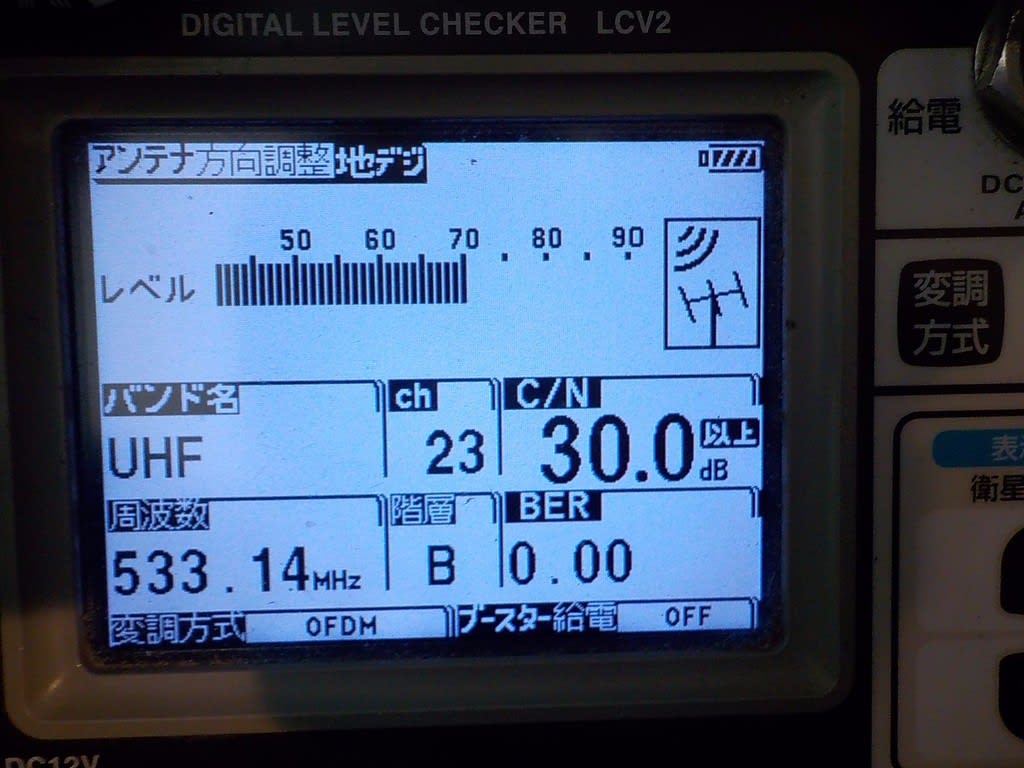 DIGITAL LEVEL CHECKER LCV2
給電
DC
アンテナ方向調整 地デジ
50 60 70 80 90
レベル
変調
方式
バンド名 ch C/N
UHF 23 30.0 以上 dB
周波数 階層 BER
533.14MHz B 0.00
変調方式 OFDM ブースター給電 OFF
衛星
DC12V